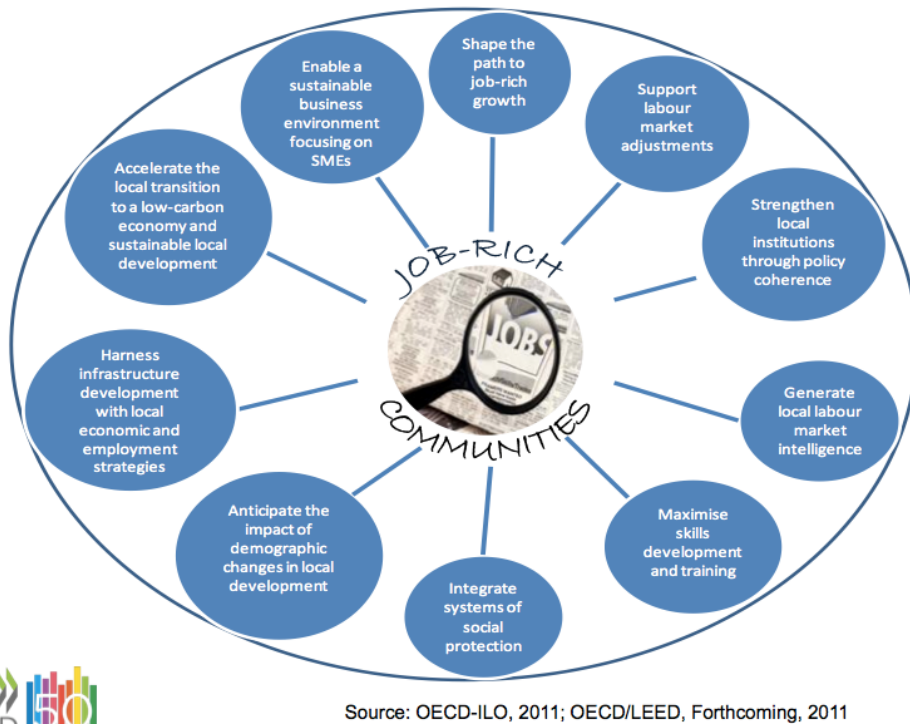 Shape the
path to
job-rich
growth
Support
labour
market
adjustments
Strengthen
local
institutions
through policy
coherence
Generate
local labour
market
intelligence
Maximise
skills
development
and training
Integrate
systems of
social
protection
Anticipate the
impact of
demographic
changes in local
development
Harness
infrastructure
development
with local
economic and
employment
strategies
Accelerate the
local transition
to a low-carbon
economy and
sustainable local
development
Enable a
sustainable
business
environment
focusing on
SMEs
JOB-RICH
JOBS
COMMUNITIES
50
Source: OECD-ILO, 2011; OECD/LEED, Forthcoming, 2011